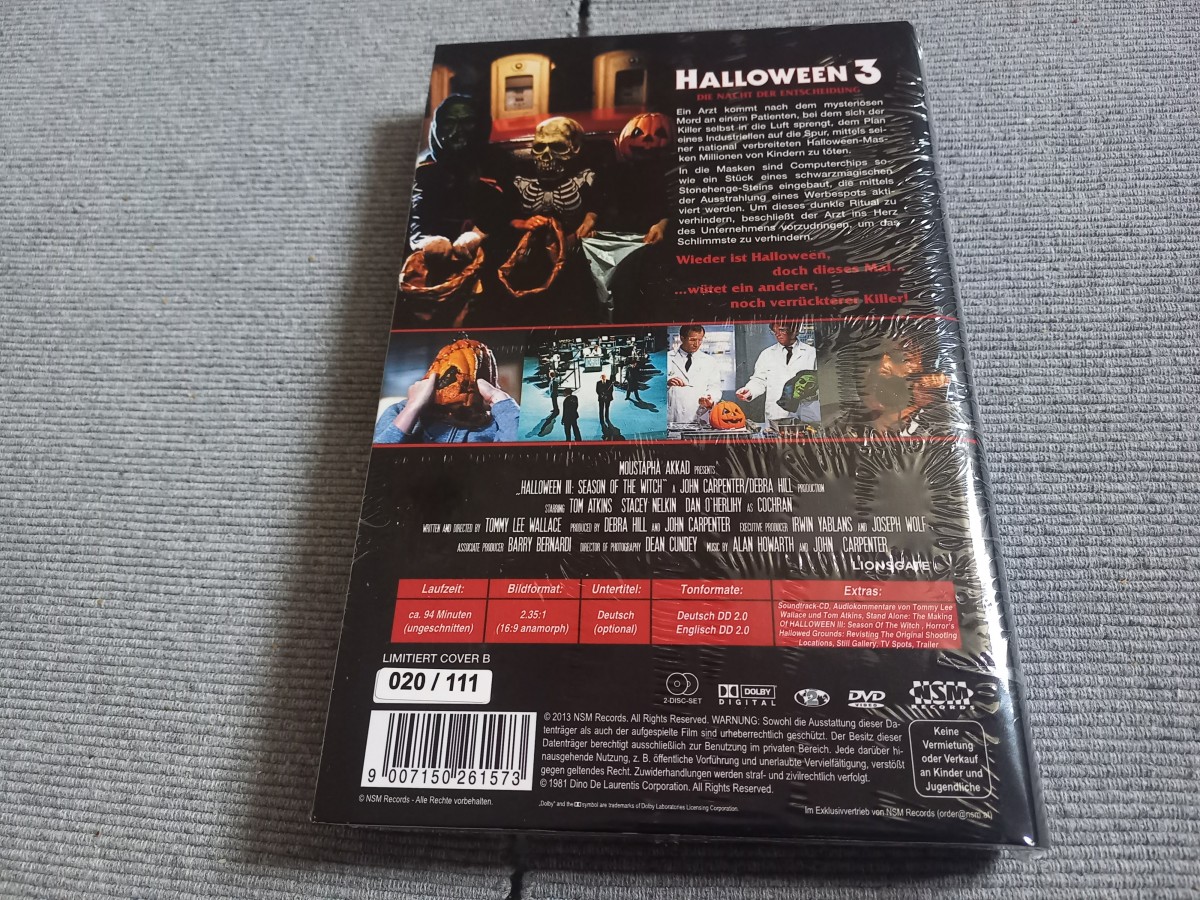 HALLOWEEN 3
DIE NACHT DER ENTSCHEIDUNG
Ein Arzt kommt nach dem mysteriösen
Mord an einem Patienten, bei dem sich der
Killer selbst in die Luft sprengt, dem Plan
eines Industriellen auf die Spur, mittels sei-
ner national verbreiteten Halloween-Mas-
ken Millionen von Kindern zu töten.
In die Masken sind Computerchips so-
wie ein Stück eines schwarzmagischen
Stonehenge-Steins eingebaut, die mittels
der Ausstrahlung eines Werbespots akti-
viert werden. Um dieses dunkle Ritual zu
verhindern, beschließt der Arzt ins Herz
des Unternehmens vorzudringen, um das
Schlimmste zu verhindern.
Wieder ist Halloween,
doch dieses Mal...
...wütet ein anderer,
noch verrückterer Killer!
MOUSTAPHA AKKAD PRESENTS
„HALLOWEEN III: SEASON OF THE WITCH“ A JOHN CARPENTER/DEBRA HILL PRODUCTION
STARRING TOM ATKINS STACEY NELKIN DAN O'HERLIHY AS COCHRAN
WRITTEN AND DIRECTED BY TOMMY LEE WALLACE PRODUCED BY DEBRA HILL AND JOHN CARPENTER EXECUTIVE PRODUCER IRWIN YABLANS AND JOSEPH WOLF
ASSOCIATE PRODUCER BARRY BERNARDI DIRECTOR OF PHOTOGRAPHY DEAN CUNDEY MUSIC BY ALAN HOWARTH AND JOHN CARPENTER
LIONSGATE
Laufzeit: Bildformat: Untertitel: Tonformate: Extras:
ca. 94 Minuten
(ungeschnitten)
2.35:1
(16:9 anamorph)
Deutsch
(optional)
Deutsch DD 2.0
Englisch DD 2.0
Soundtrack-CD, Audiokommentare von Tommy Lee
Wallace und Tom Atkins, Stand Alone: The Making
Of HALLOWEEN III: Season Of The Witch , Horror's
Hallowed Grounds: Revisting The Original Shooting
Locations, Still Gallery, TV Spots, Trailer
LIMITIERT COVER B
020 / 111
2-DISC-SET
DOLBY
DIGITAL
2
DVD
VIDEO
NSM
RECORDS
9 007150 261573
© 2013 NSM Records. All Rights Reserved. WARNUNG: Sowohl die Ausstattung dieser Da-
tenträger als auch der aufgespielte Film sind urheberrechtlich geschützt. Der Besitz dieser
Datenträger berechtigt ausschließlich zur Benutzung im privaten Bereich. Jede darüber hi-
nausgehende Nutzung, z. B. öffentliche Vorführung und unerlaubte Vervielfältigung, verstößt
gegen geltendes Recht. Zuwiderhandlungen werden straf- und zivilrechtlich verfolgt.
© 1981 Dino De Laurentis Corporation. All Rights Reserved.
Keine
Vermietung
oder Verkauf
an Kinder und
Jugendliche
© NSM Records - Alle Rechte vorbehalten.
„Dolby“ and the symbol are trademarks of Dolby Laboratories Licensing Corporation.
Im Exklusivvertrieb von NSM Records (order@nsm.at)